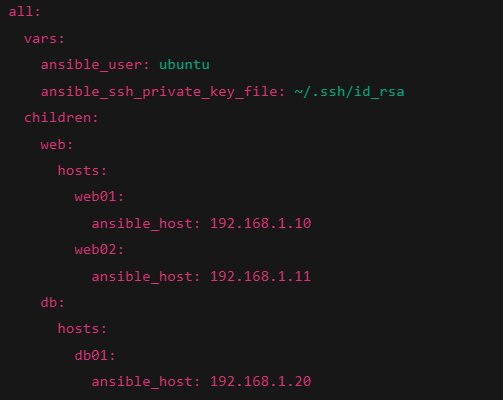 all:
  vars:
    ansible_user: ubuntu
    ansible_ssh_private_key_file: ~/.ssh/id_rsa
  children:
    web:
      hosts:
        web01:
          ansible_host: 192.168.1.10
        web02:
          ansible_host: 192.168.1.11
    db:
      hosts:
        db01:
          ansible_host: 192.168.1.20